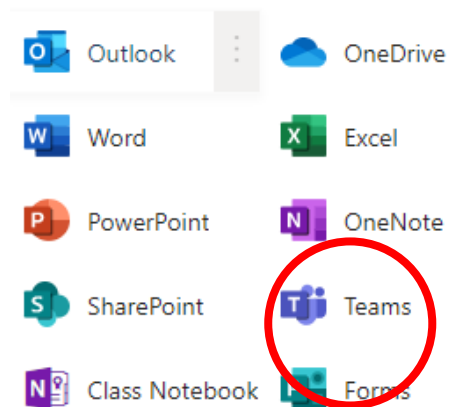 Outlook OneDrive
Word Excel
PowerPoint OneNote
SharePoint Teams
Class Notebook Forms